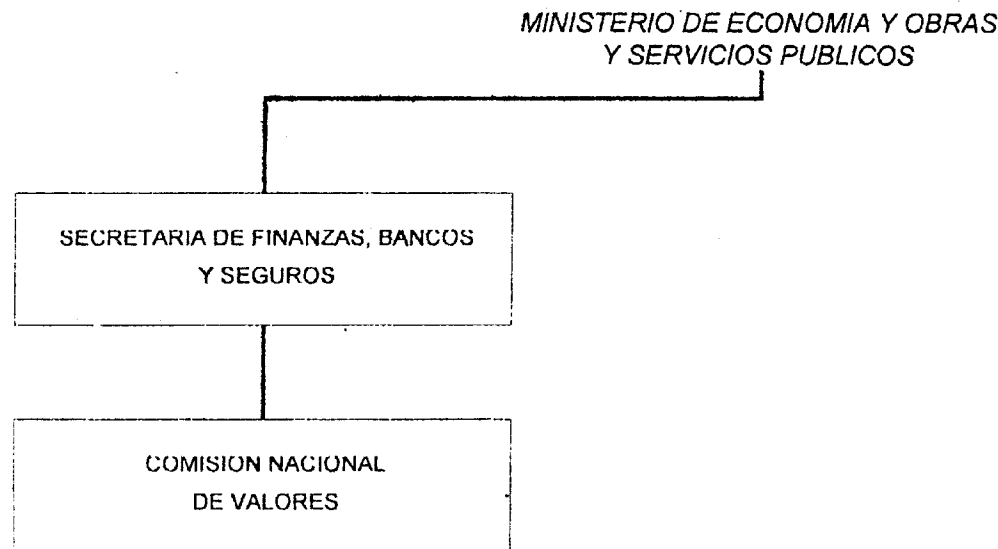 MINISTERIO DE ECONOMIA Y OBRAS
Y SERVICIOS PUBLICOS
SECRETARIA DE FINANZAS, BANCOS
Y SEGUROS
COMISION NACIONAL
DE VALORES